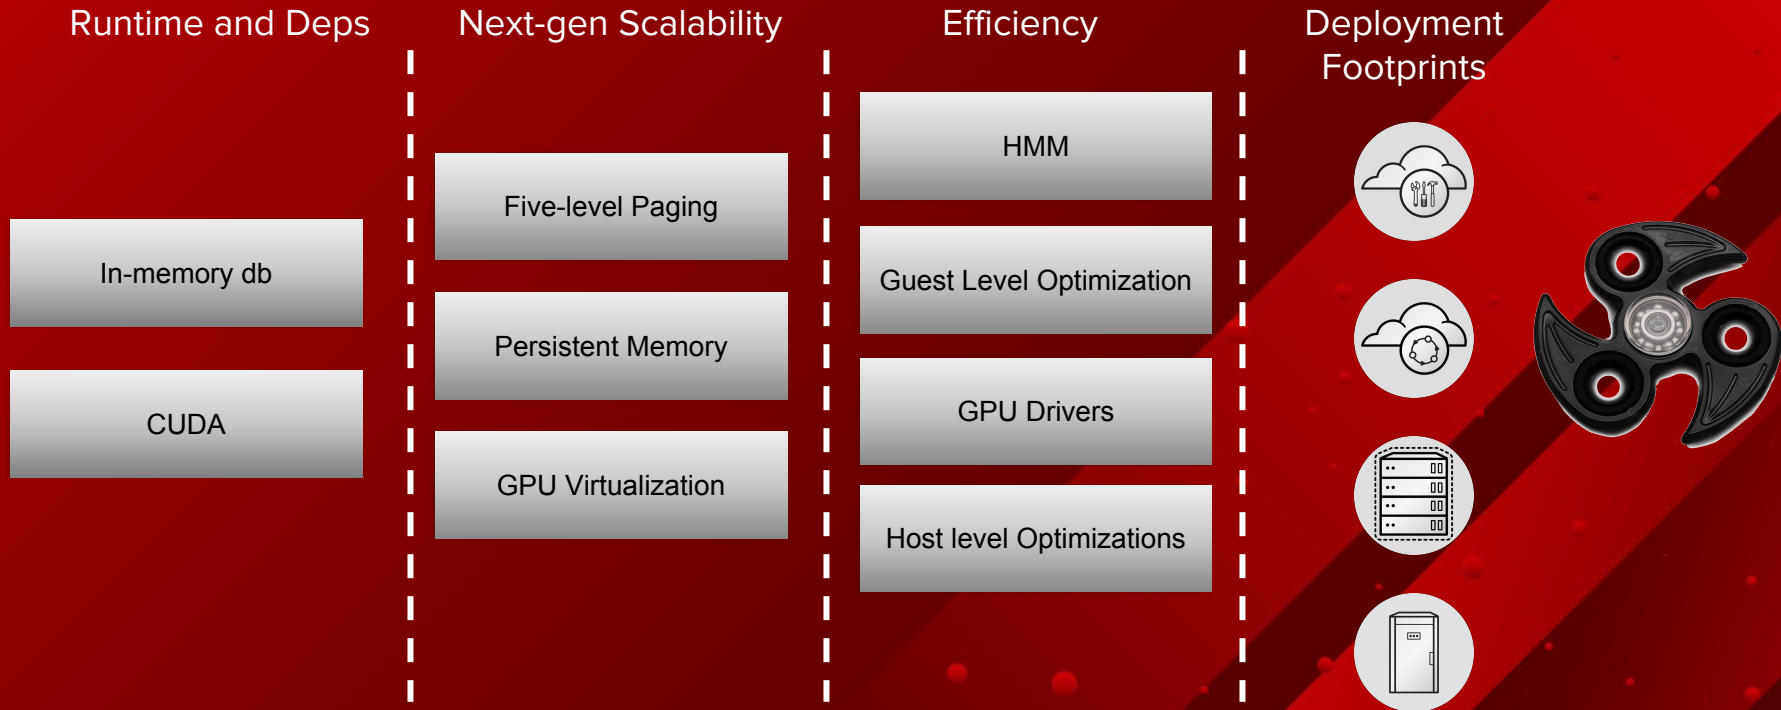 Runtime and Deps
In-memory db
CUDA
Next-gen Scalability
Five-level Paging
Persistent Memory
GPU Virtualization
Efficiency
HMM
Guest Level Optimization
GPU Drivers
Host level Optimizations
Deployment
Footprints